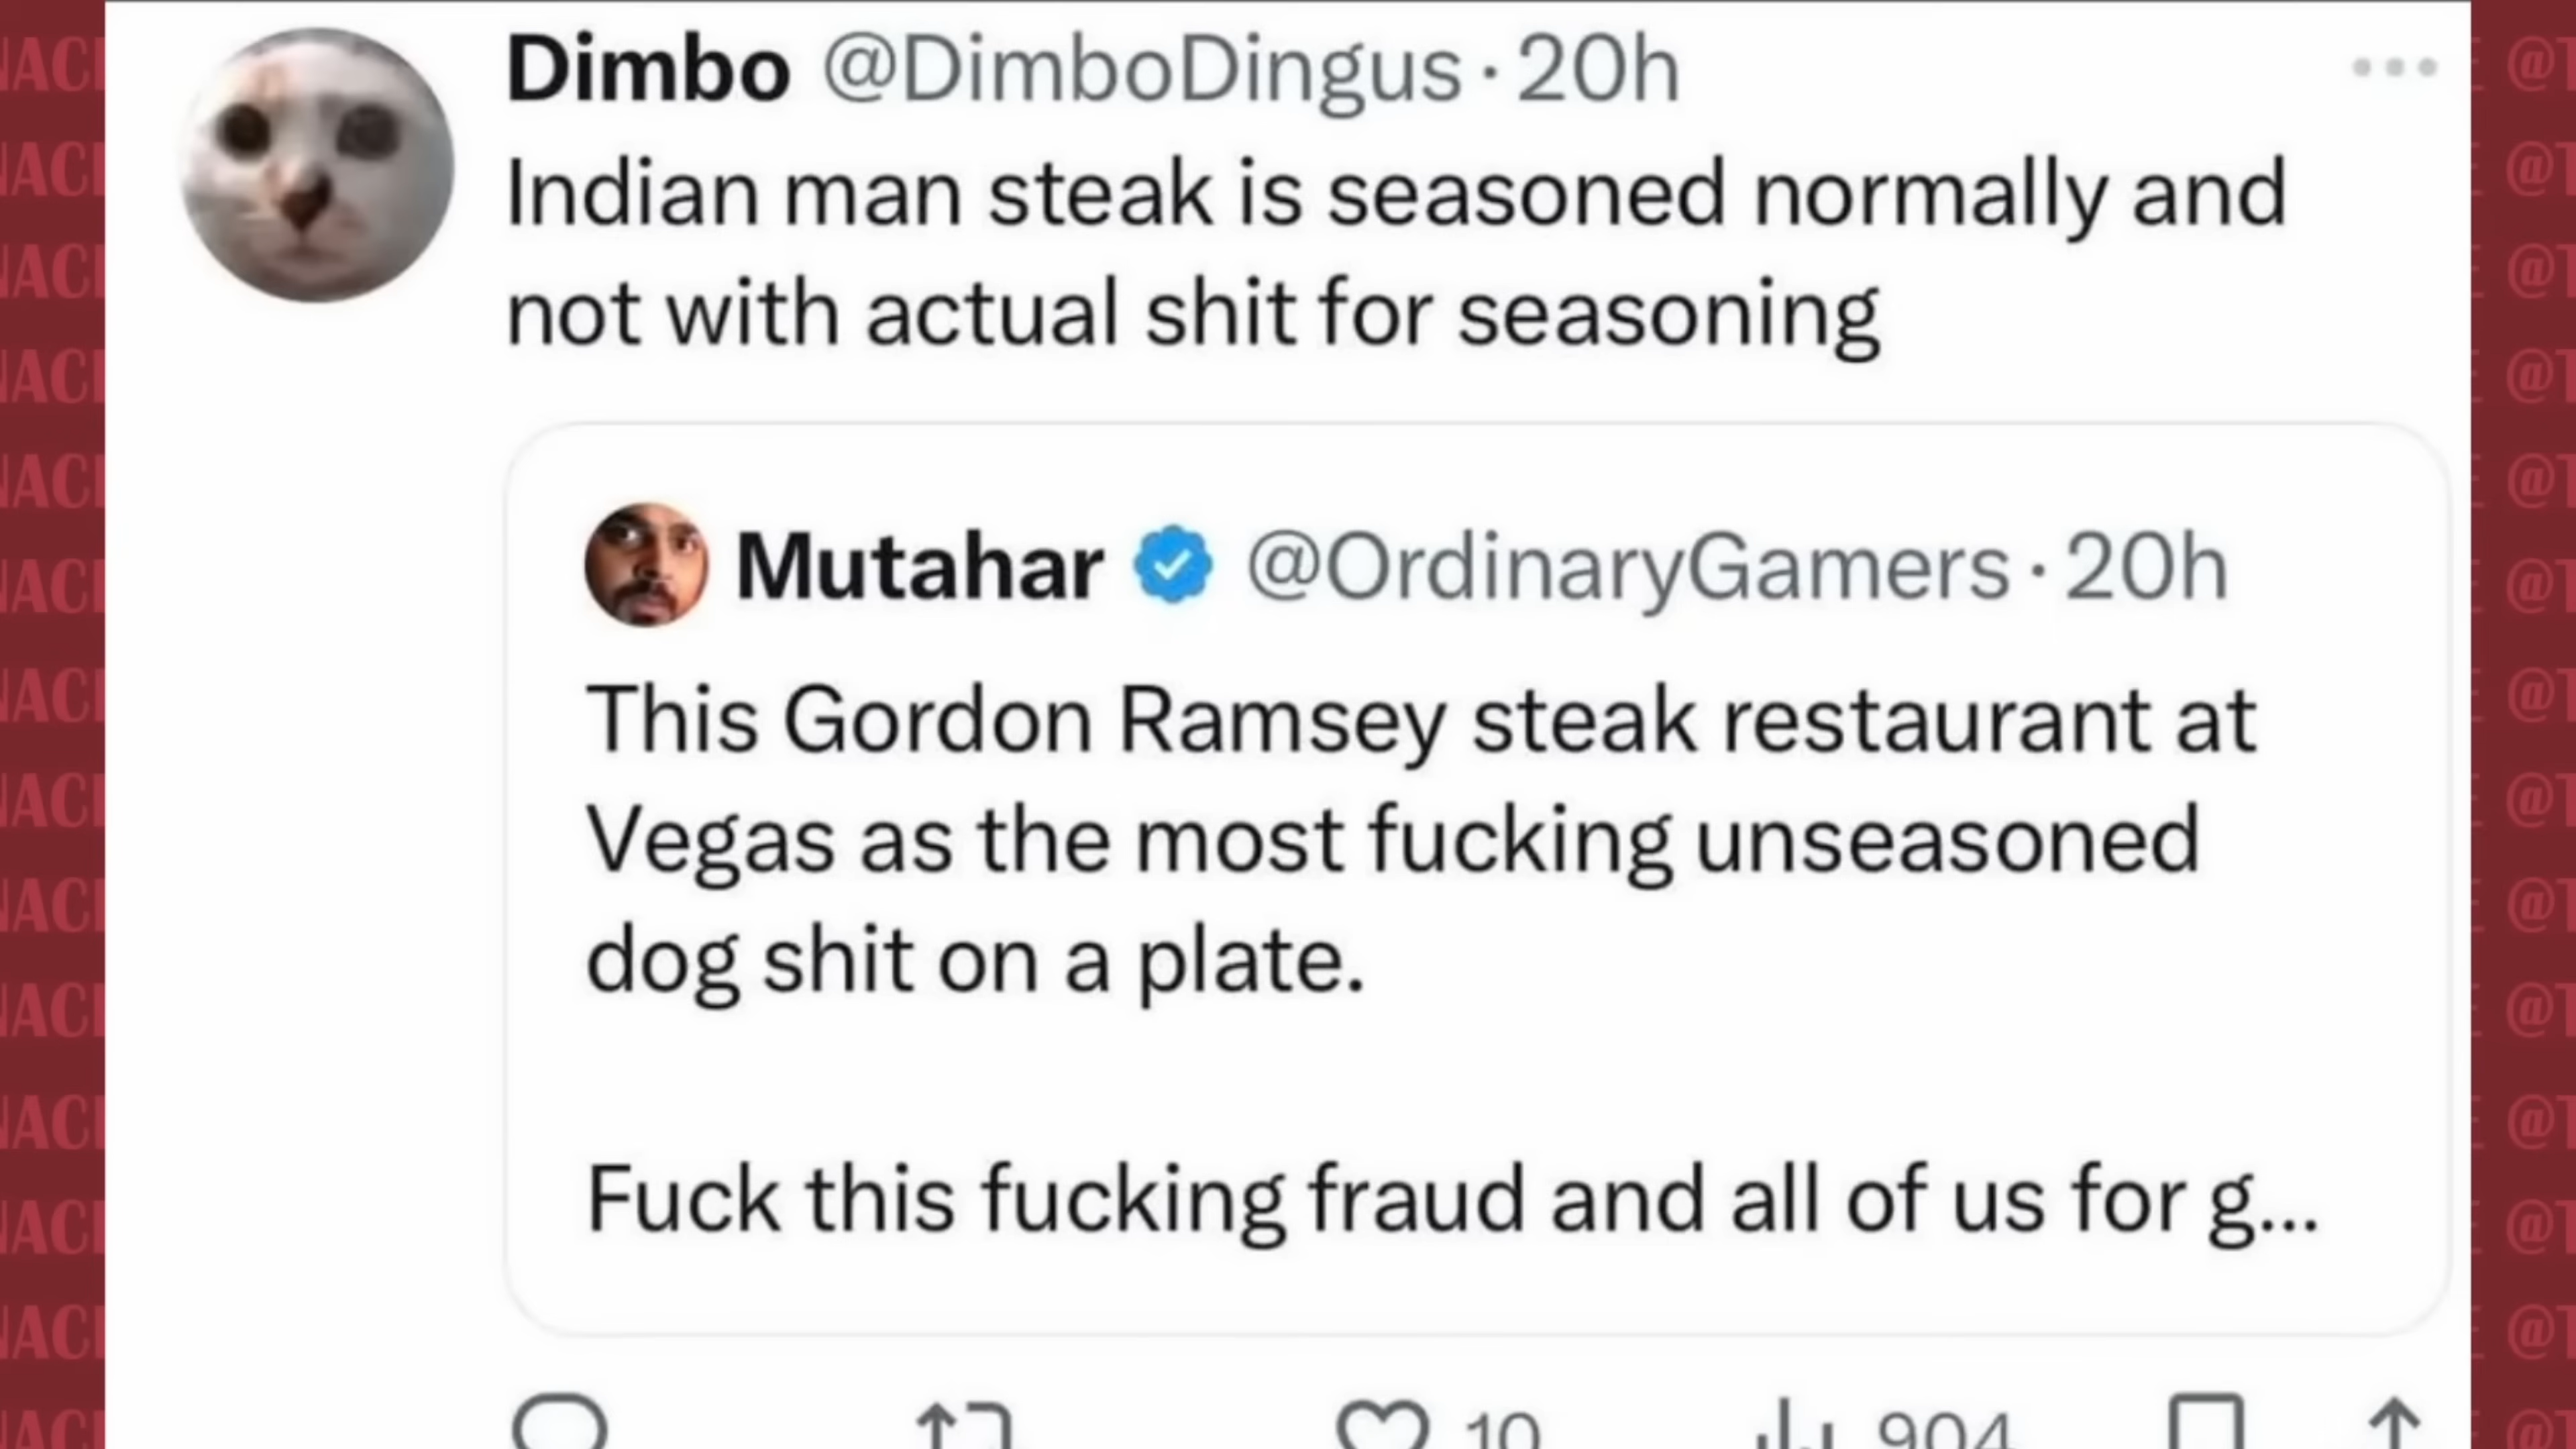 Dimbo @DimboDingus · 20h
Indian man steak is seasoned normally and
not with actual shit for seasoning
Mutahar @OrdinaryGamers · 20h
This Gordon Ramsey steak restaurant at
Vegas as the most fucking unseasoned
dog shit on a plate.
Fuck this fucking fraud and all of us for g...
10 904